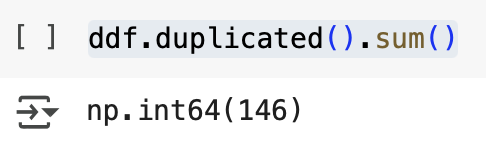 [ ] ddf.duplicated().sum()
np.int64(146)